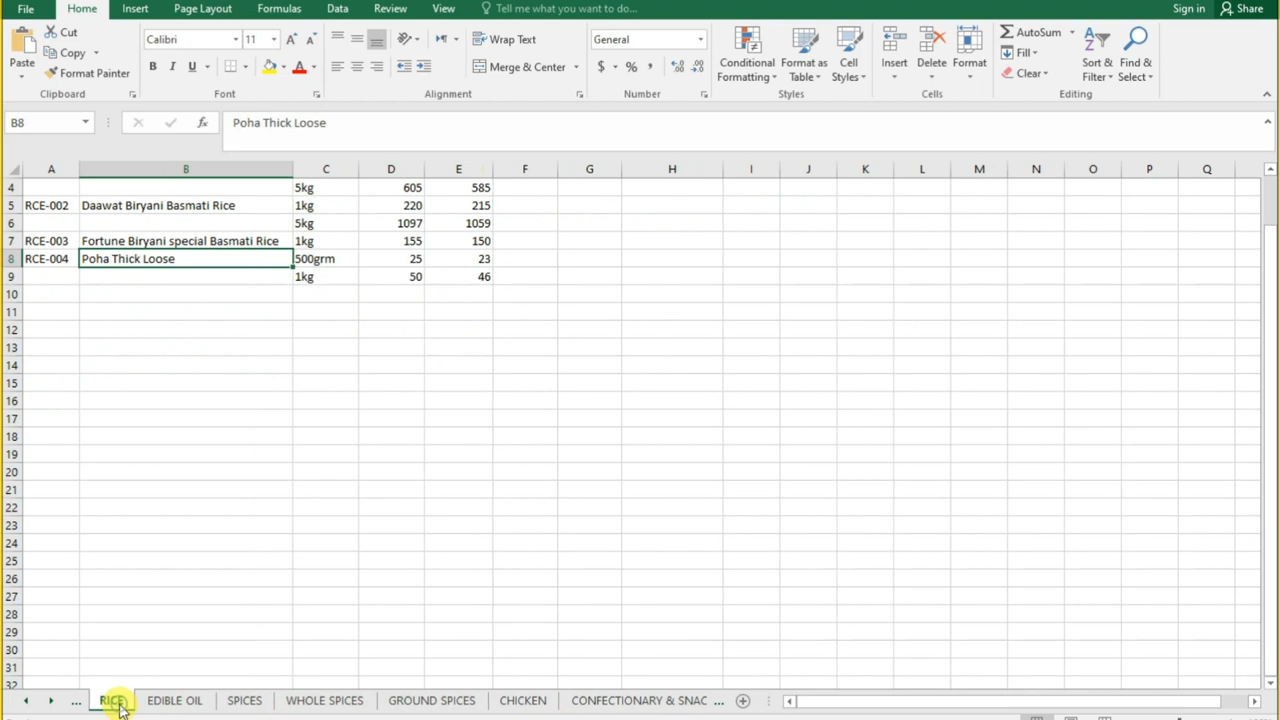 File Home Insert Page Layout Formulas Data Review View Tell me what you want to do... Sign in Share
Cut
Copy
Format Painter
Paste
Clipboard
Calibri 11
B I U
Font
Wrap Text
Merge & Center
Alignment
General
$ % ,
Number
Conditional Formatting
Format as Table
Cell Styles
Styles
Insert Delete Format
Cells
AutoSum
Fill
Clear
Sort & Filter
Find & Select
Editing
B8 fx Poha Thick Loose
A B C D E F G H I J K L M N O P Q
4 5kg 605 585
5 RCE-002 Daawat Biryani Basmati Rice 1kg 220 215
6 5kg 1097 1059
7 RCE-003 Fortune Biryani special Basmati Rice 1kg 155 150
8 RCE-004 Poha Thick Loose 500grm 25 23
9 1kg 50 46
10
11
12
13
14
15
16
17
18
19
20
21
22
23
24
25
26
27
28
29
30
31
32
... RICE EDIBLE OIL SPICES WHOLE SPICES GROUND SPICES CHICKEN CONFECTIONARY & SNAC ...